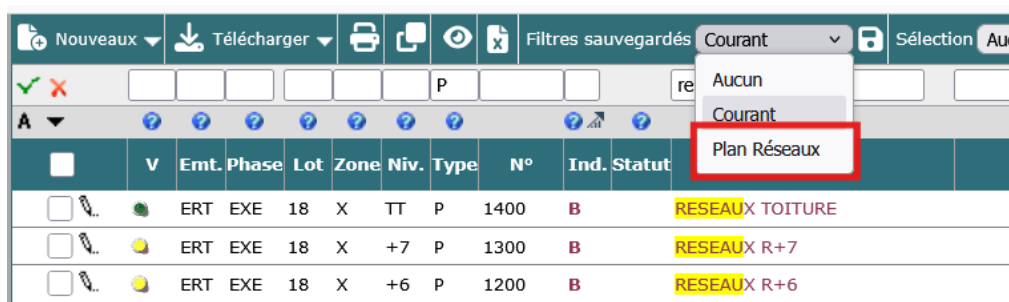 Nouveaux Télécharger Filtres sauvegardés Courant Sélection
P
Aucun
Courant
Plan Réseaux
A
V Emt. Phase Lot Zone Niv. Type N° Ind. Statut
ERT EXE 18 X TT P 1400 B RESEAUX TOITURE
ERT EXE 18 X +7 P 1300 B RESEAUX R+7
ERT EXE 18 X +6 P 1200 B RESEAUX R+6